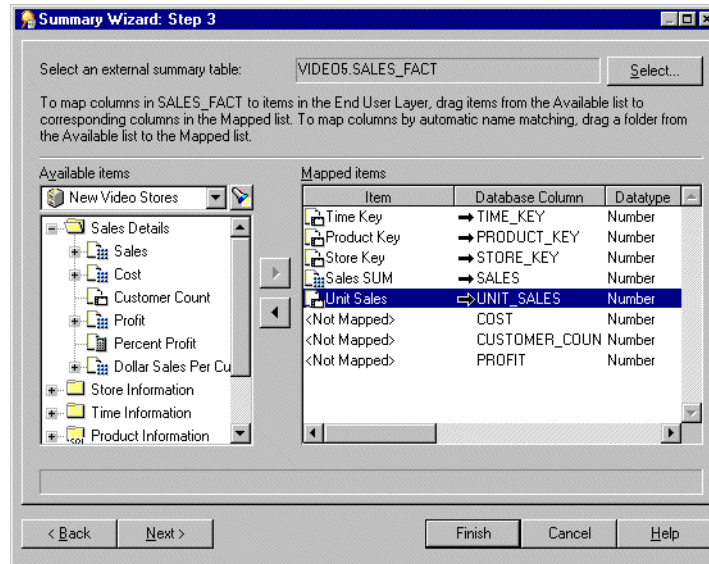 Summary Wizard: Step 3
Select an external summary table: VIDEO5.SALES_FACT Select...
To map columns in SALES_FACT to items in the End User Layer, drag items from the Available list to
corresponding columns in the Mapped list. To map columns by automatic name matching, drag a folder from
the Available list to the Mapped list.
Available items
New Video Stores
Sales Details
Sales
Cost
Customer Count
Profit
Percent Profit
Dollar Sales Per Cu
Store Information
Time Information
Product Information
Mapped items
Item Database Column Datatype
Time Key TIME_KEY Number
Product Key PRODUCT_KEY Number
Store Key STORE_KEY Number
Sales SUM SALES Number
Unit Sales UNIT_SALES Number
<Not Mapped> COST Number
<Not Mapped> CUSTOMER_COUN Number
<Not Mapped> PROFIT Number
< Back Next > Finish Cancel Help